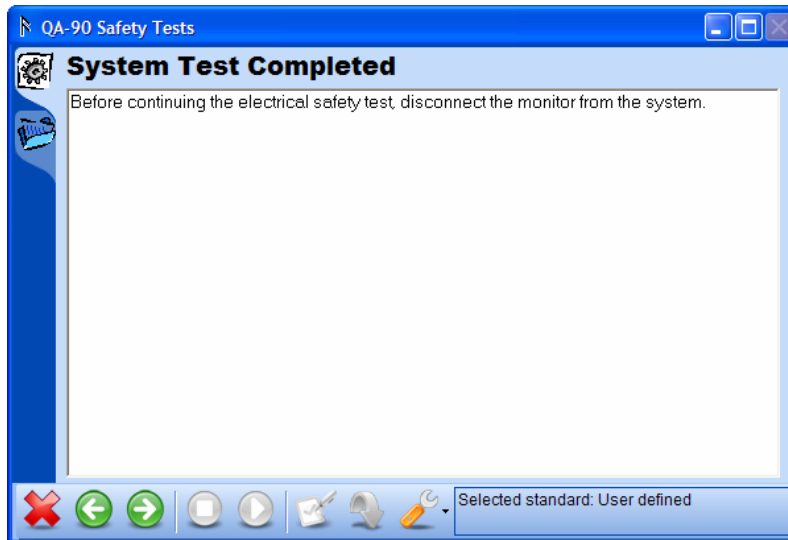 QA-90 Safety Tests
System Test Completed
Before continuing the electrical safety test, disconnect the monitor from the system.
Selected standard: User defined